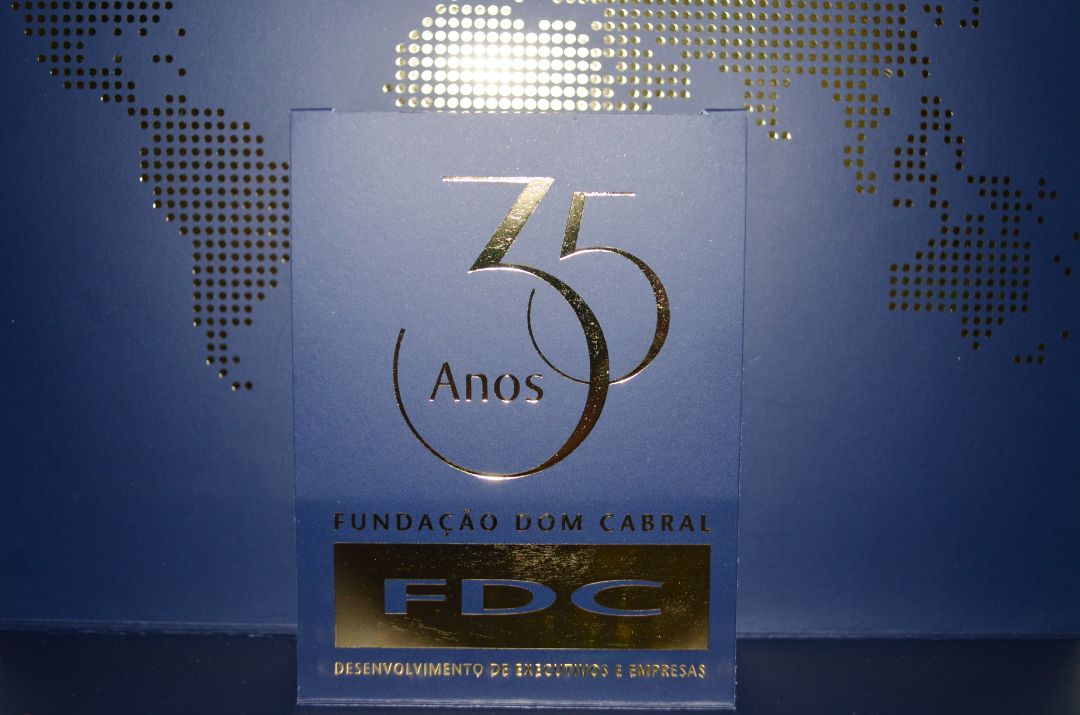 35
Anos
FUNDAÇÃO DOM CABRAL
FDC
DESENVOLVIMENTO DE EXECUTIVOS E EMPRESAS